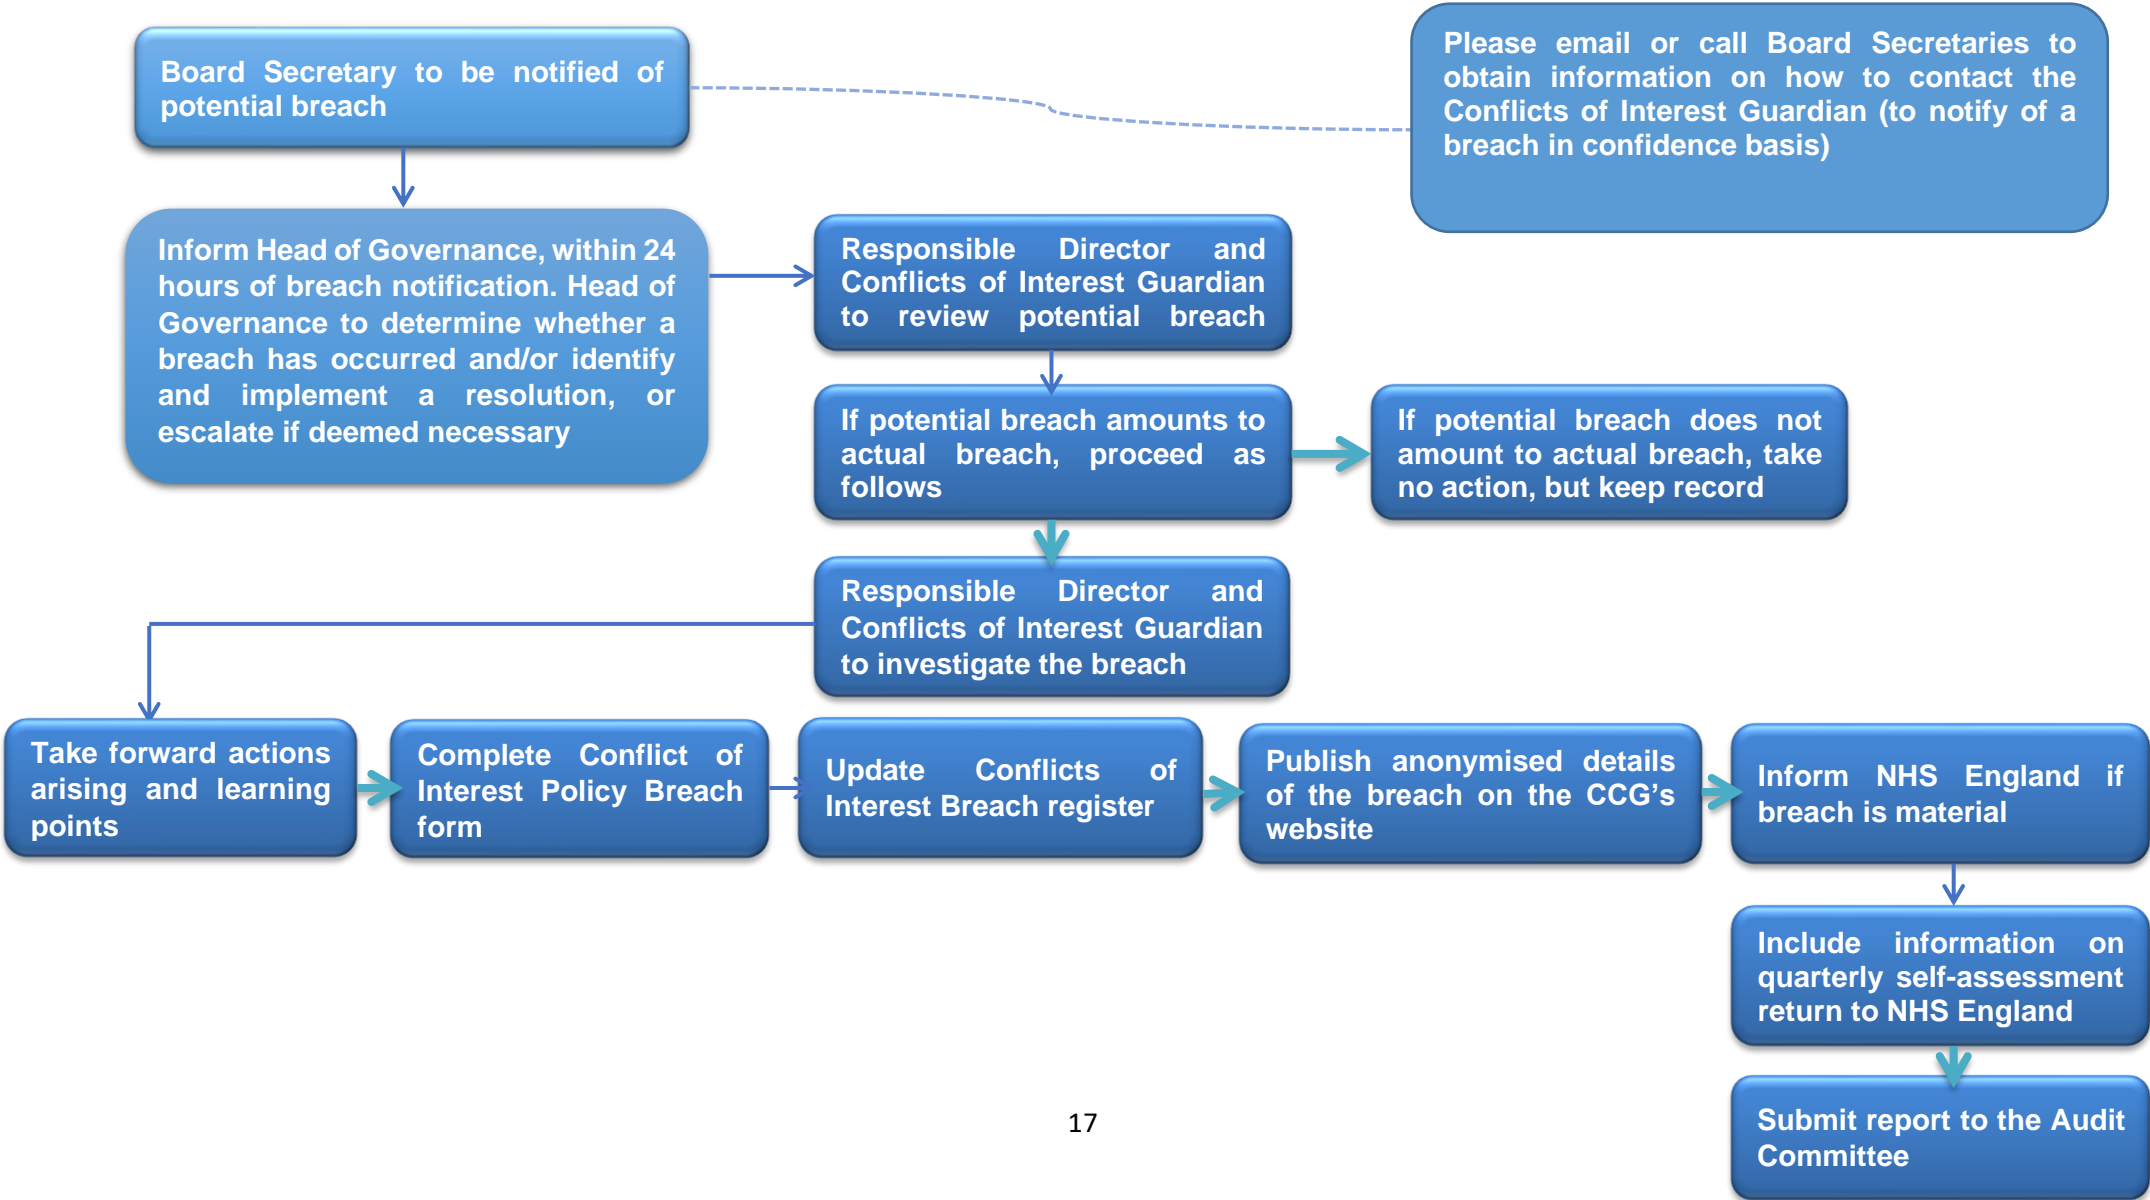 Board Secretary to be notified of
potential breach
Please email or call Board Secretaries to
obtain information on how to contact the
Conflicts of Interest Guardian (to notify of a
breach in confidence basis)
Inform Head of Governance, within 24
hours of breach notification. Head of
Governance to determine whether a
breach has occurred and/or identify
and implement a resolution, or
escalate if deemed necessary
Responsible Director and
Conflicts of Interest Guardian
to review potential breach
If potential breach amounts to
actual breach, proceed as
follows
If potential breach does not
amount to actual breach, take
no action, but keep record
Responsible Director and
Conflicts of Interest Guardian
to investigate the breach
Take forward actions
arising and learning
points
Complete Conflict of
Interest Policy Breach
form
Update Conflicts of
Interest Breach register
Publish anonymised details
of the breach on the CCG’s
website
Inform NHS England if
breach is material
Include information on
quarterly self-assessment
return to NHS England
Submit report to the Audit
Committee
17